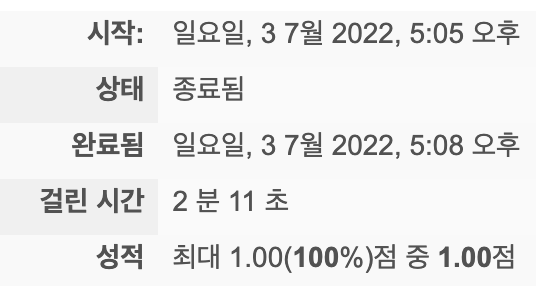 시작: 일요일, 3 7월 2022, 5:05 오후
상태 종료됨
완료됨 일요일, 3 7월 2022, 5:08 오후
걸린 시간 2 분 11 초
성적 최대 1.00(100%)점 중 1.00점